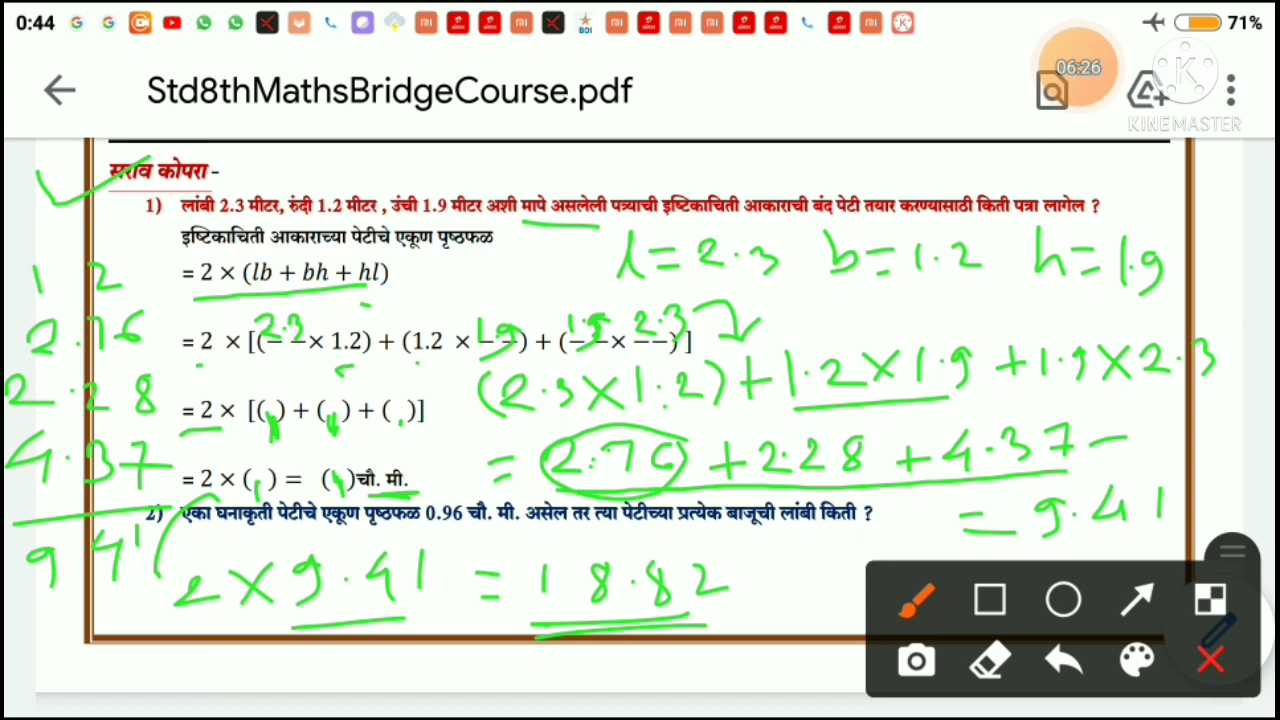 0:44 71%
06:26
Std8thMathsBridgeCourse.pdf
KINEMASTER
सराव कोपरा -
1) लांबी 2.3 मीटर, रुंदी 1.2 मीटर , उंची 1.9 मीटर अशी मापे असलेली पत्र्याची इष्टिकाचिती आकाराची बंद पेटी तयार करण्यासाठी किती पत्रा लागेल ?
इष्टिकाचिती आकाराच्या पेटीचे एकूण पृष्ठफळ
l = 2.3 b = 1.2 h = 1.9
= 2 × (lb + bh + hl)
1 2
2.76
2.28
4.37
9 41
= 2 × [(2.3 × 1.2) + (1.2 × 1.9) + (1.9 × 2.3)]
(2.3 × 1.2) + 1.2 × 1.9 + 1.9 × 2.3
= 2 × [( ) + ( ) + ( )]
= 2.76 + 2.28 + 4.37
= 2 × ( ) = ( )चौ. मी.
= 9.41
2) एका घनाकृती पेटीचे एकूण पृष्ठफळ 0.96 चौ. मी. असेल तर त्या पेटीच्या प्रत्येक बाजूची लांबी किती ?
2 × 9.41 = 18.82